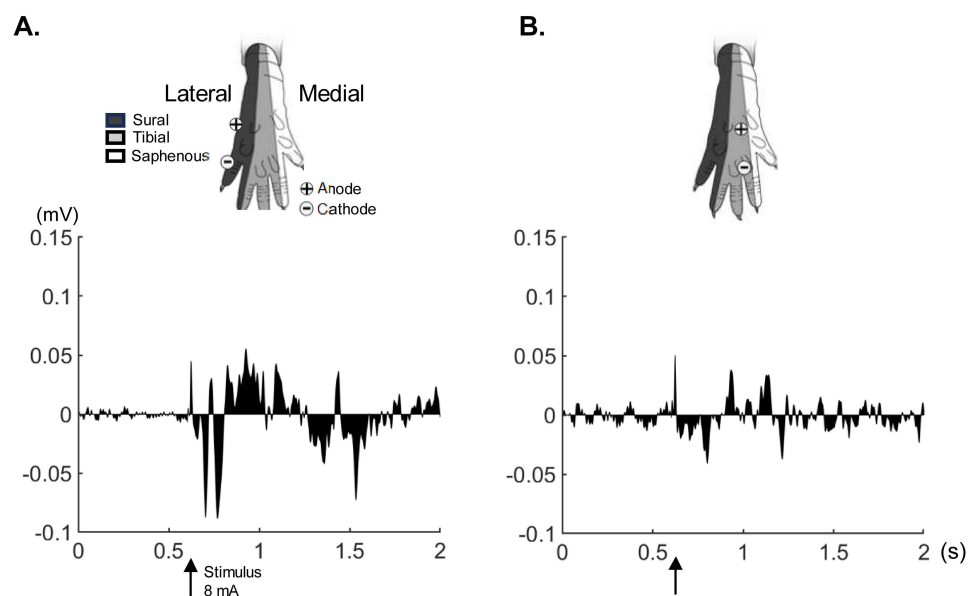 A.
B.
Lateral
Medial
Sural
Tibial
Saphenous
Anode
Cathode
(mV)
0.15
0.1
0.05
0
-0.05
-0.1
0
0.5
1
1.5
2
Stimulus
8 mA
0.15
0.1
0.05
0
-0.05
-0.1
0
0.5
1
1.5
2
(s)